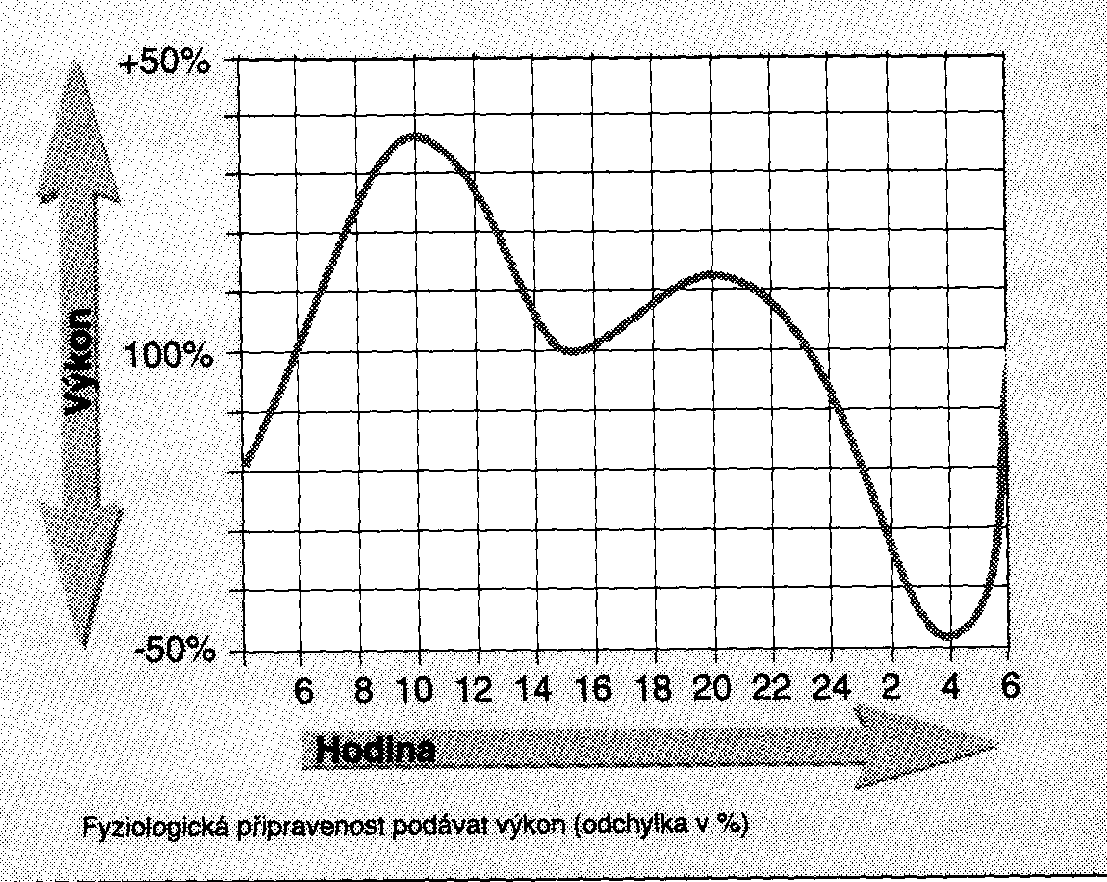 +50%
Výkon
100%
-50%
6 8 10 12 14 16 18 20 22 24 2 4 6
Hodina
Fyziologická připravenost podávat výkon (odchylka v %)